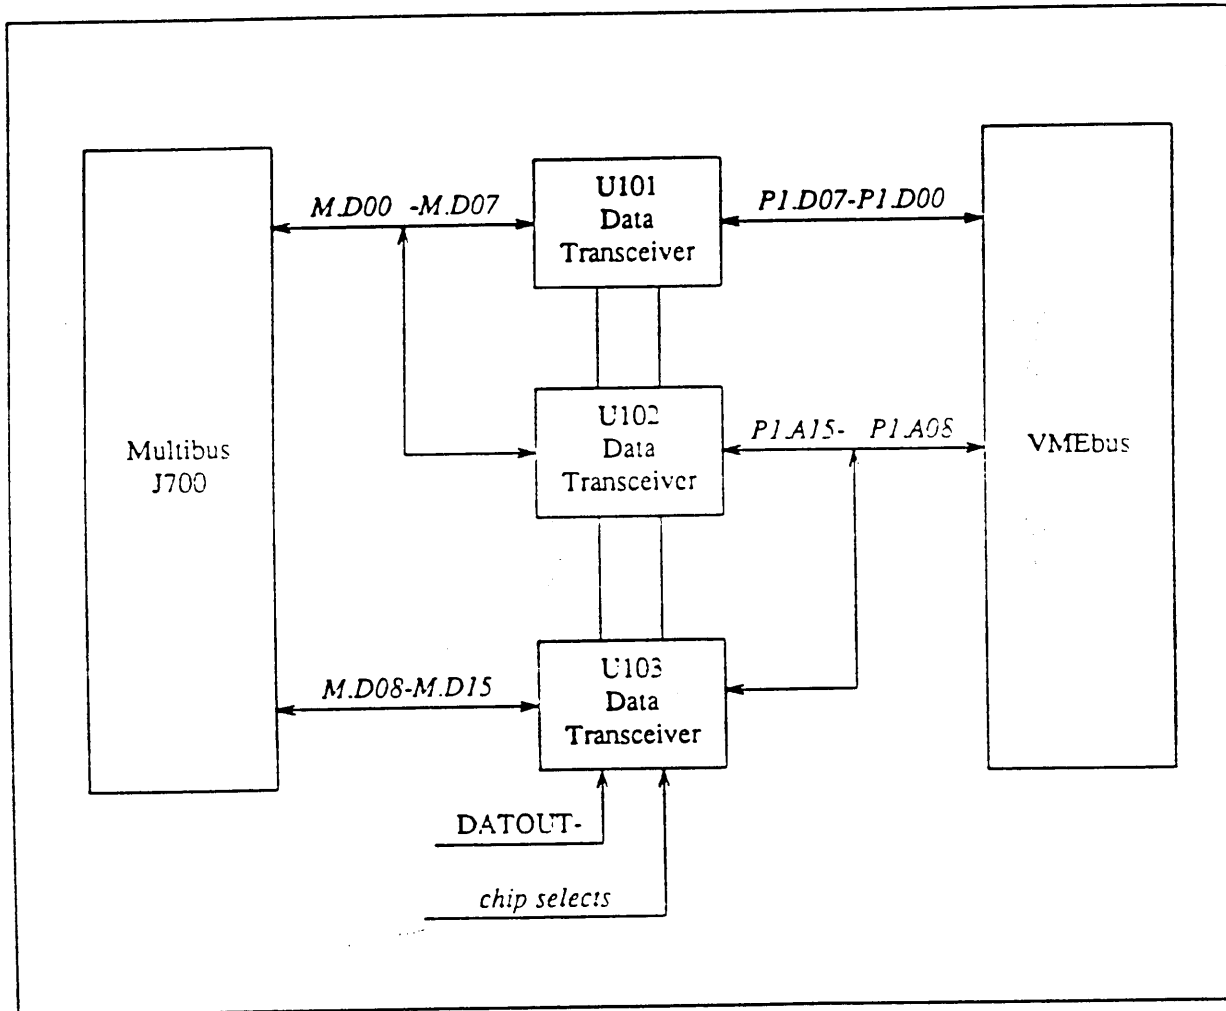 U101
Data
Transceiver
M.D00 -M.D07
P1.D07-P1.D00
U102
Data
Transceiver
P1.A15- P1.A08
Multibus
J700
VMEbus
U103
Data
Transceiver
M.D08-M.D15
DATOUT-
chip selects